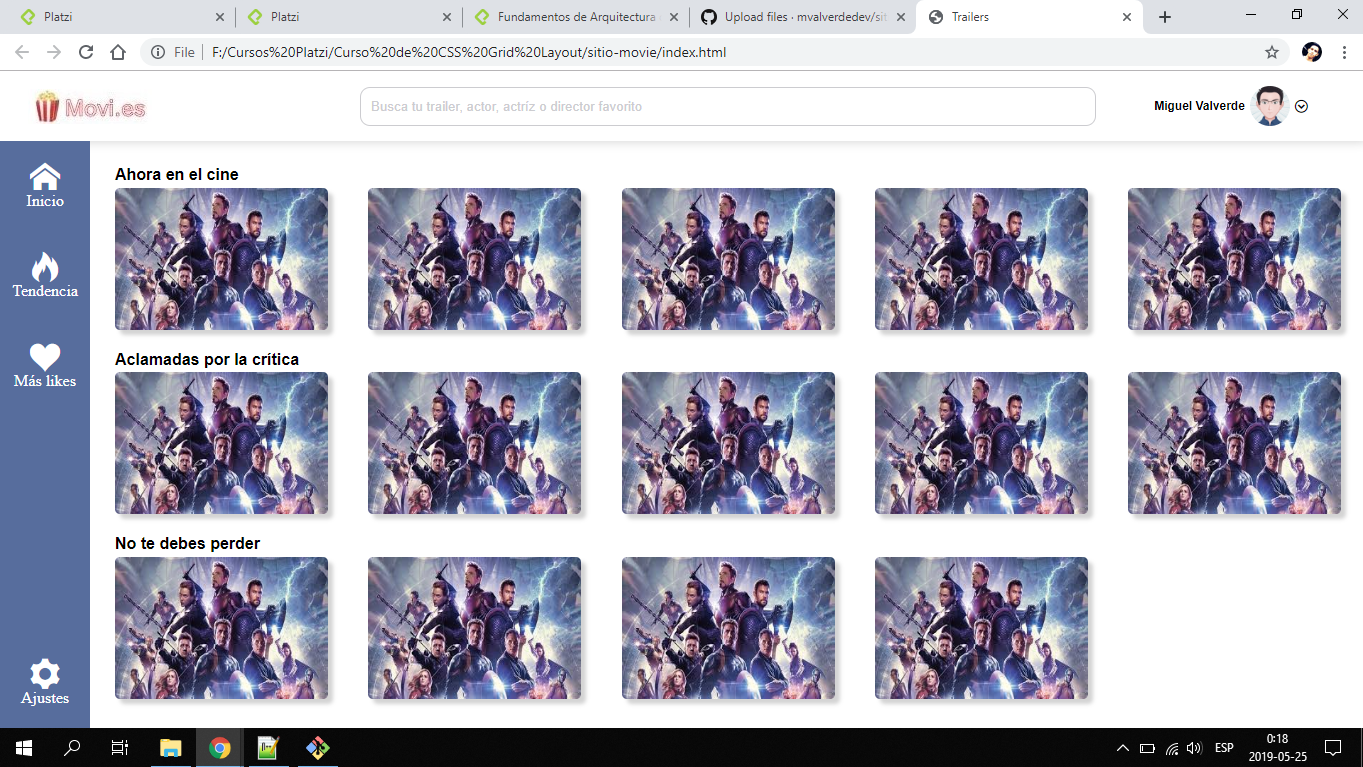 Platzi
Platzi
Fundamentos de Arquitectura
Upload files · mvalverdedev/sit
Trailers
File
F:/Cursos%20Platzi/Curso%20de%20CSS%20Grid%20Layout/sitio-movie/index.html
Movi.es
Busca tu trailer, actor, actríz o director favorito
Miguel Valverde
Inicio
Tendencia
Más likes
Ajustes
Ahora en el cine
Aclamadas por la crítica
No te debes perder
ESP
0:18
2019-05-25